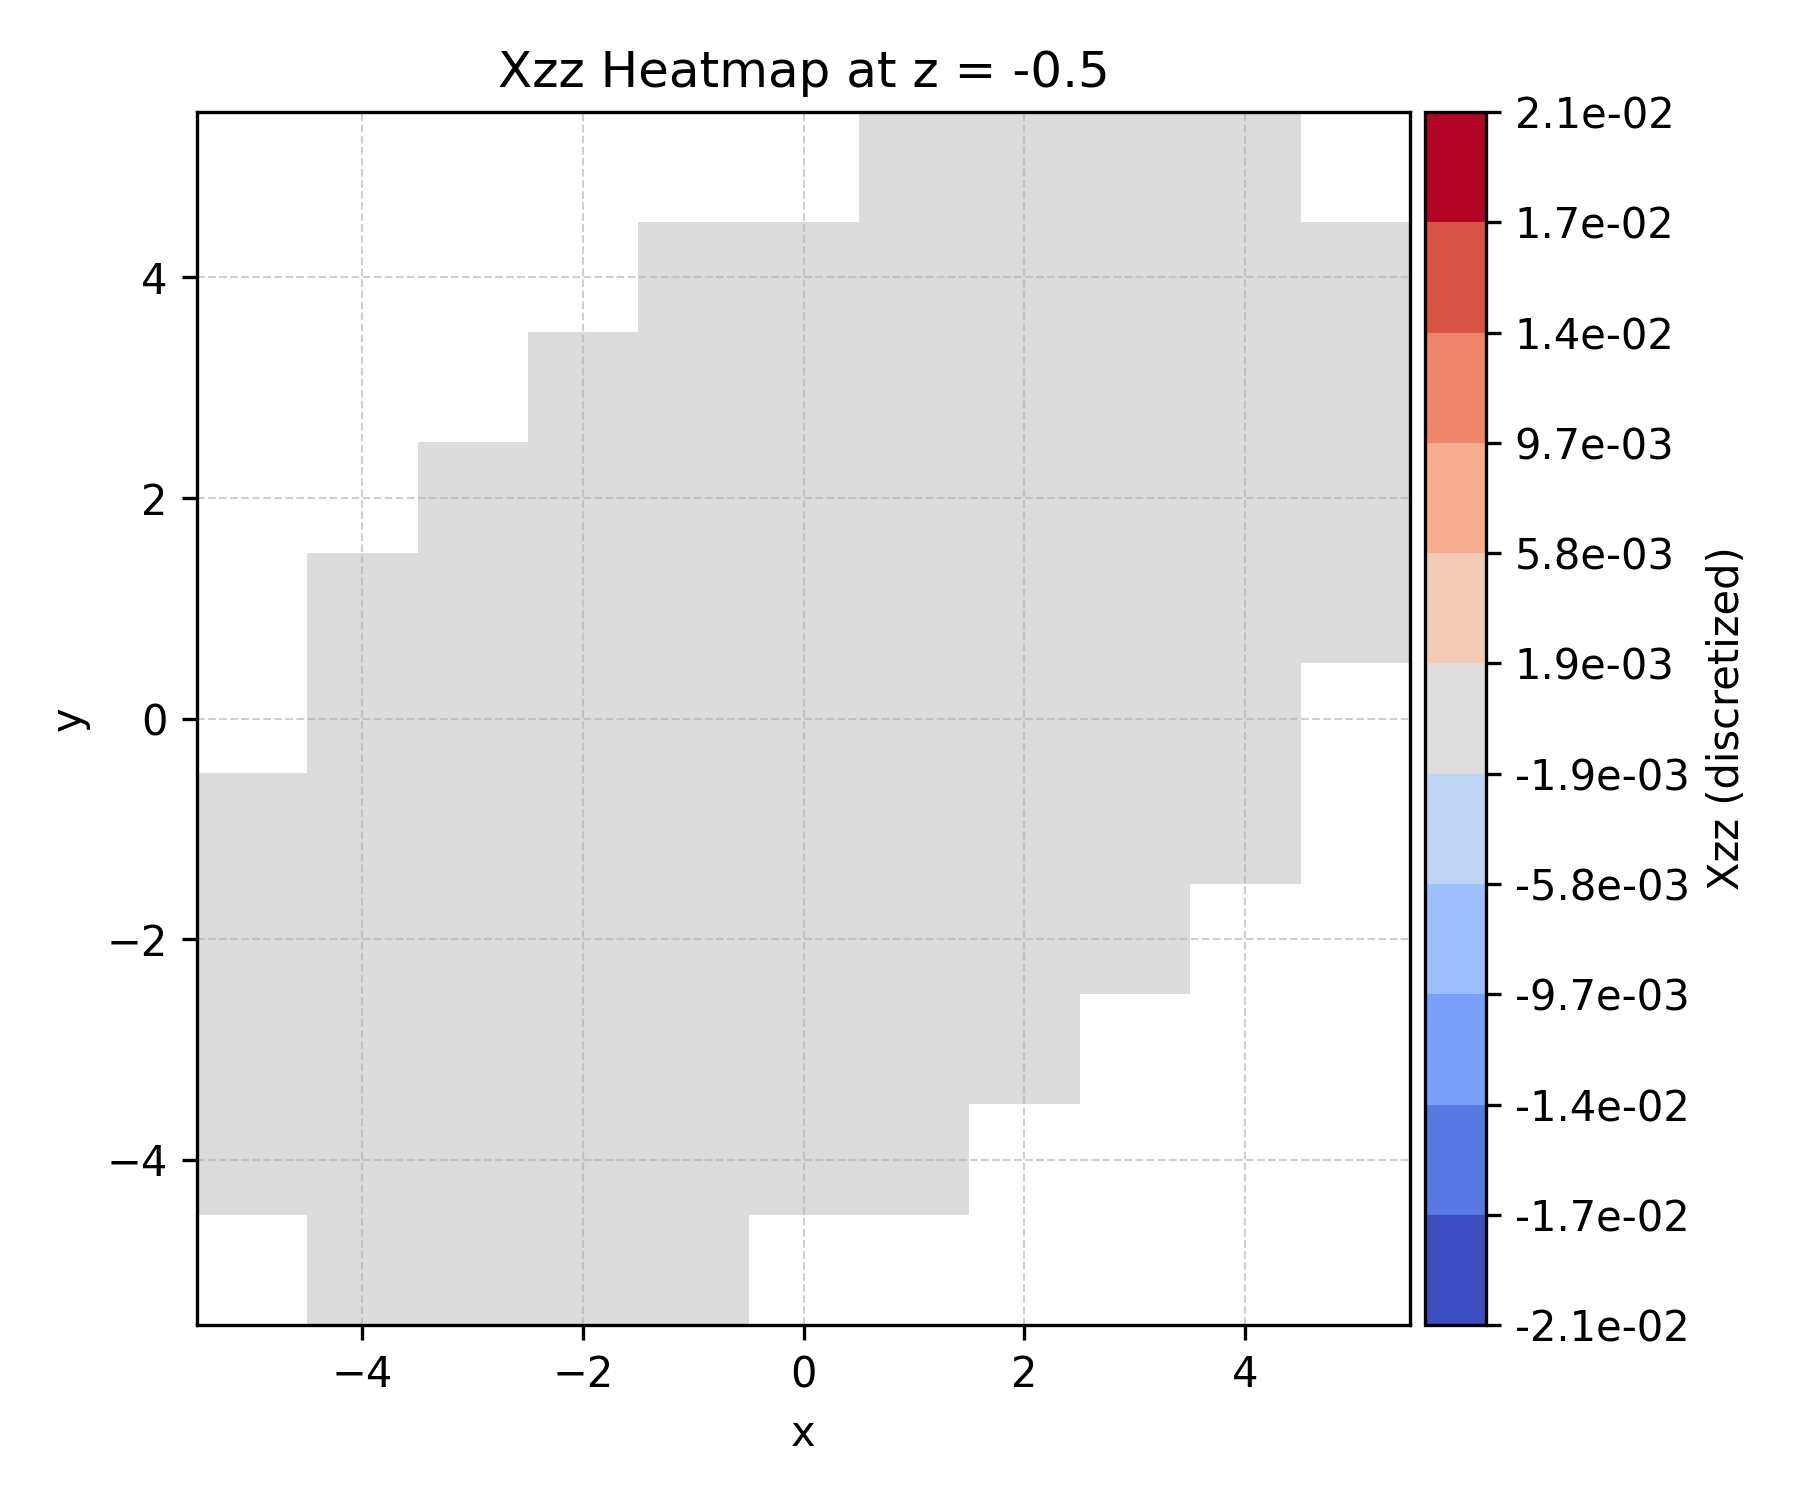 Xzz Heatmap at z = -0.5
4
2
0
−2
−4
y
−4
−2
0
2
4
x
2.1e-02
1.7e-02
1.4e-02
9.7e-03
5.8e-03
1.9e-03
-1.9e-03
-5.8e-03
-9.7e-03
-1.4e-02
-1.7e-02
-2.1e-02
Xzz (discretized)